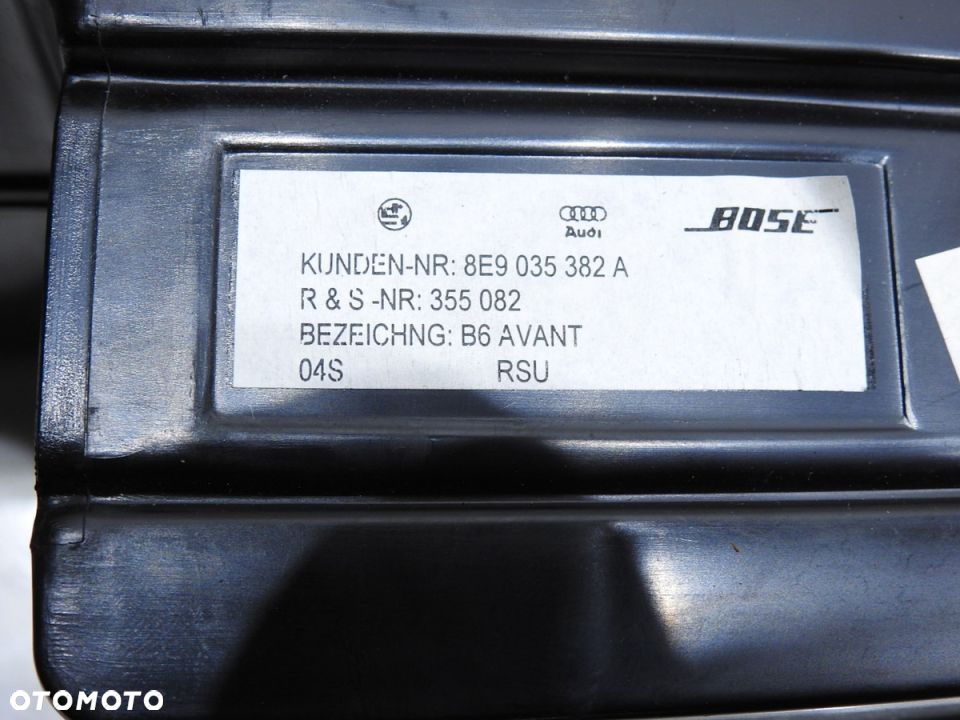 Audi
BOSE
KUNDEN-NR: 8E9 035 382 A
R & S -NR: 355 082
BEZEICHNG: B6 AVANT
04S RSU
OTOMOTO